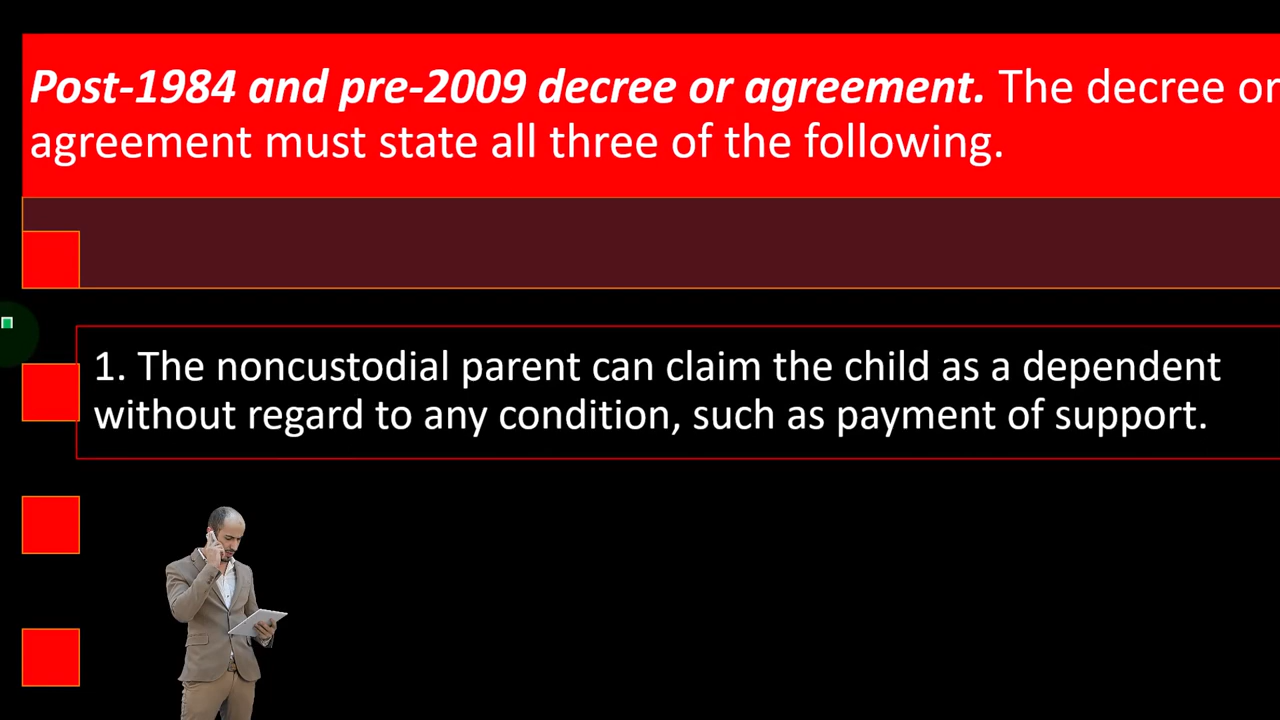 Post-1984 and pre-2009 decree or agreement. The decree or
agreement must state all three of the following.
1. The noncustodial parent can claim the child as a dependent
without regard to any condition, such as payment of support.